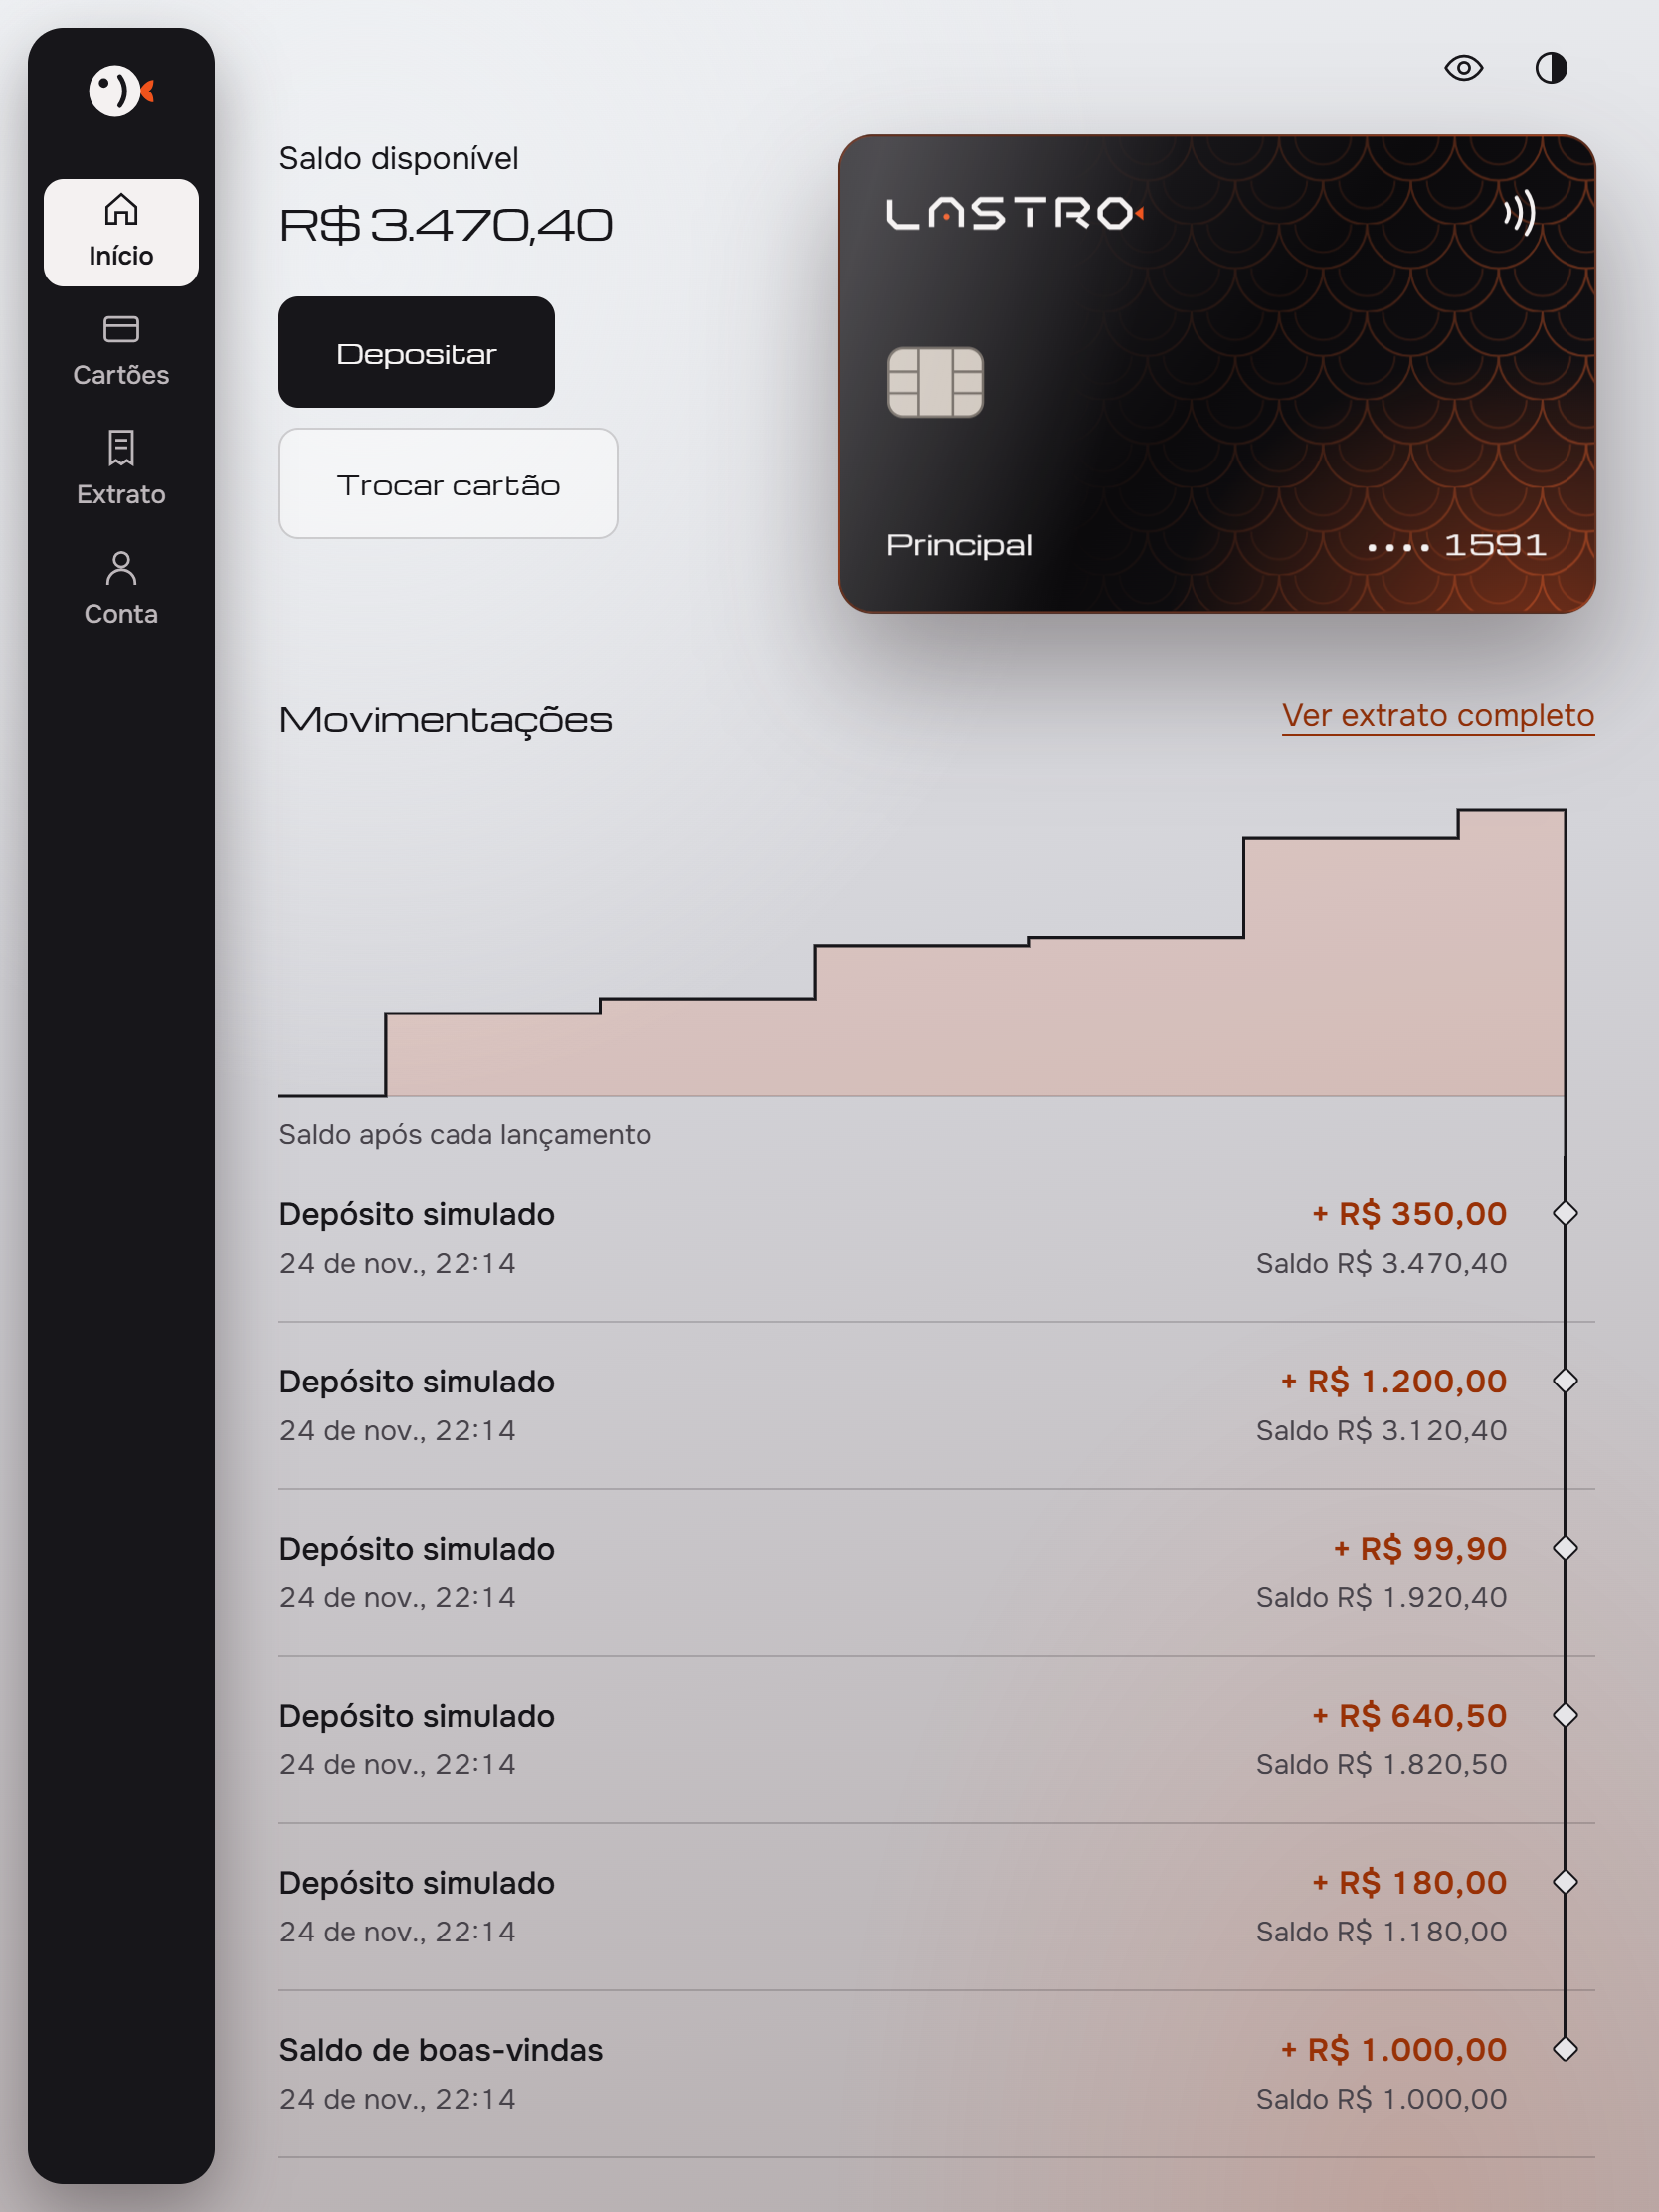 Início
Cartões
Extrato
Conta
Saldo disponível
R$ 3.470,40
Depositar
Trocar cartão
LASTRO
Principal
•••• 1591
Movimentações
Ver extrato completo
Saldo após cada lançamento
Depósito simulado
+ R$ 350,00
24 de nov., 22:14
Saldo R$ 3.470,40
Depósito simulado
+ R$ 1.200,00
24 de nov., 22:14
Saldo R$ 3.120,40
Depósito simulado
+ R$ 99,90
24 de nov., 22:14
Saldo R$ 1.920,40
Depósito simulado
+ R$ 640,50
24 de nov., 22:14
Saldo R$ 1.820,50
Depósito simulado
+ R$ 180,00
24 de nov., 22:14
Saldo R$ 1.180,00
Saldo de boas-vindas
+ R$ 1.000,00
24 de nov., 22:14
Saldo R$ 1.000,00